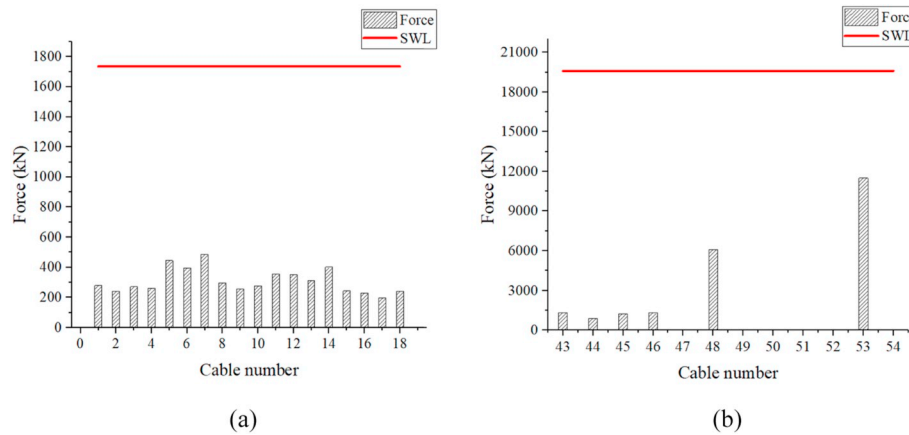 Force
SWL
1800
1600
1400
1200
1000
800
600
400
200
0
Force (kN)
0 2 4 6 8 10 12 14 16 18
Cable number
(a)
Force
SWL
21000
18000
15000
12000
9000
6000
3000
0
Force (kN)
43 44 45 46 47 48 49 50 51 52 53 54
Cable number
(b)